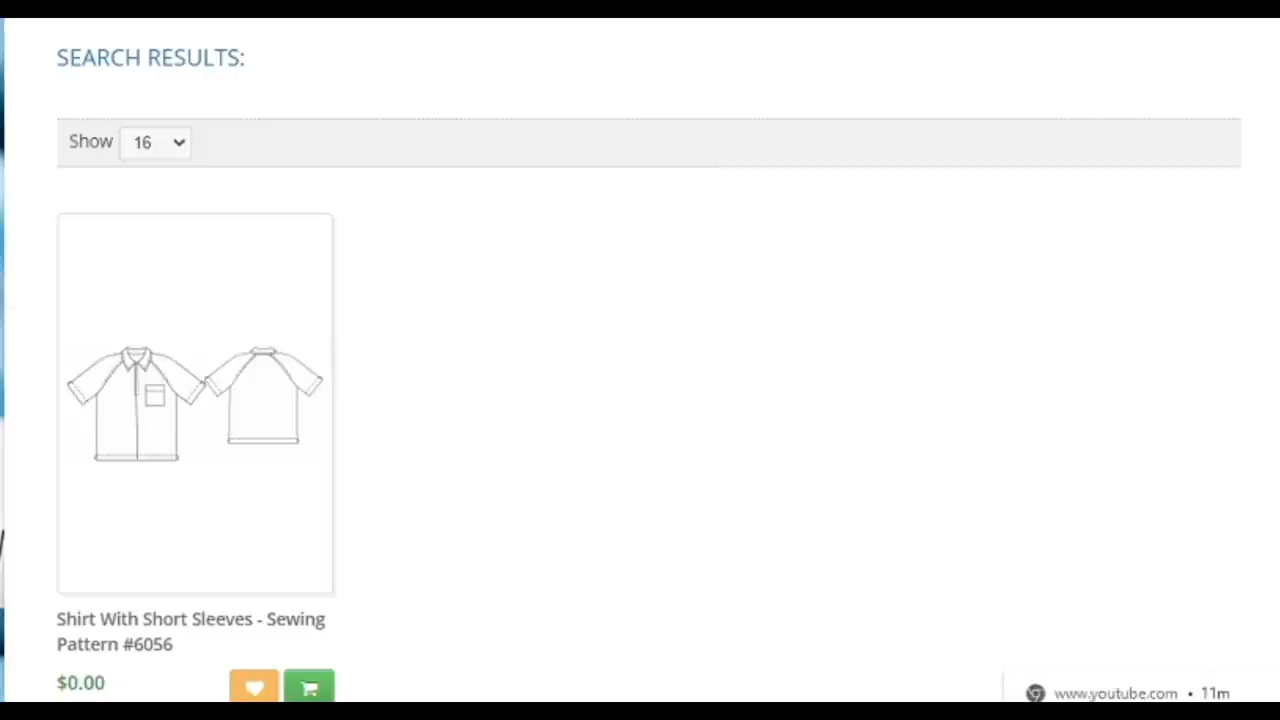 SEARCH RESULTS:
Show 16
Shirt With Short Sleeves - Sewing
Pattern #6056
$0.00
www.youtube.com • 11m